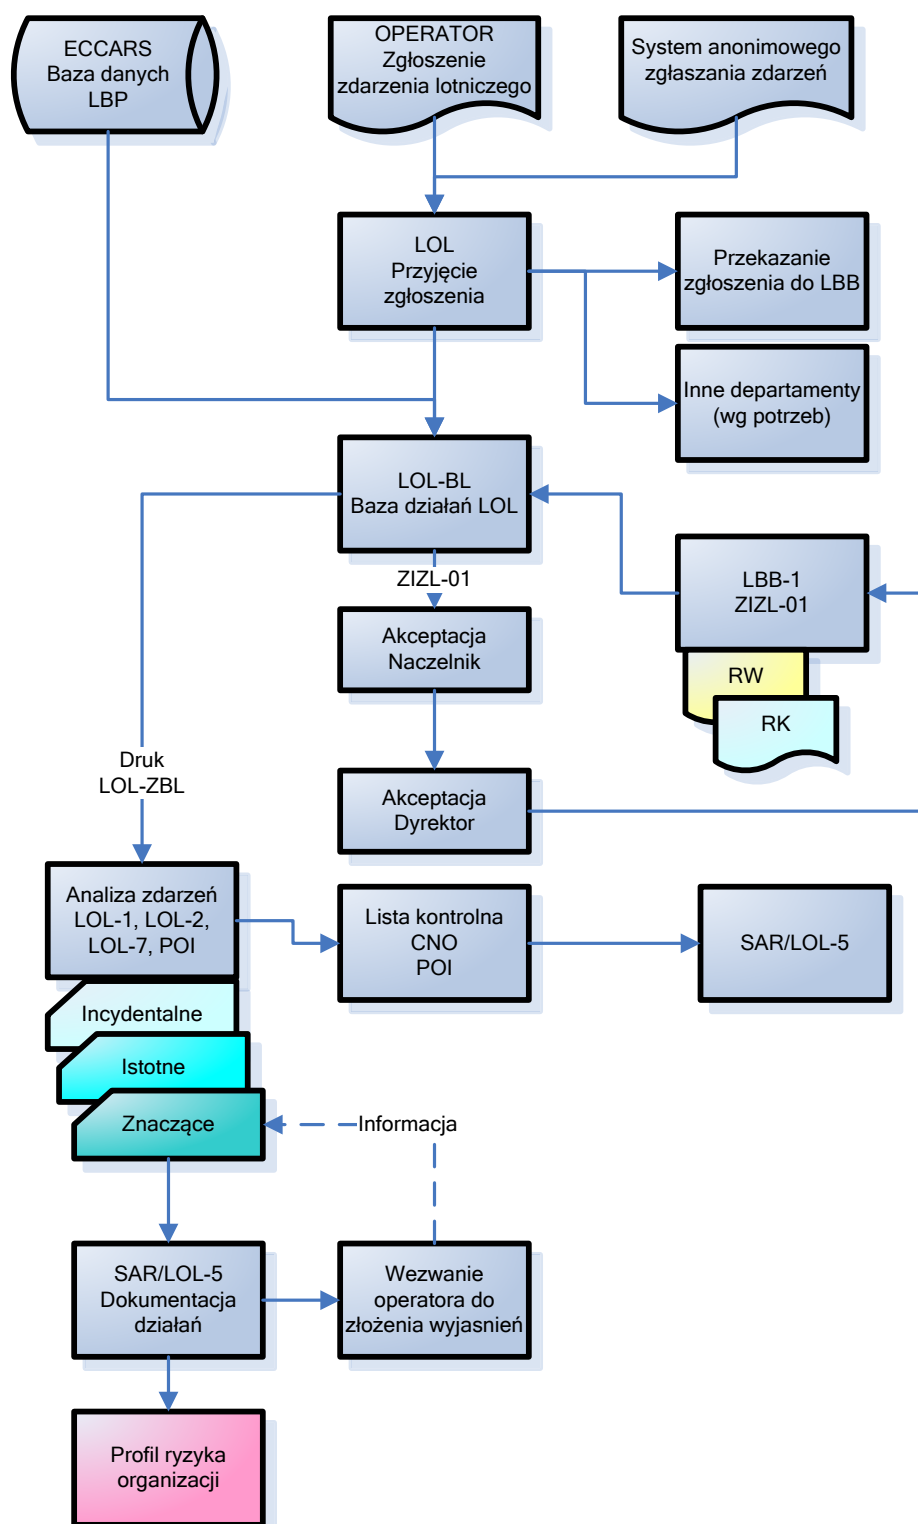 ECCARS
Baza danych
LBP
OPERATOR
Zgłoszenie
zdarzenia lotniczego
System anonimowego
zgłaszania zdarzeń
LOL
Przyjęcie
zgłoszenia
Przekazanie
zgłoszenia do LBB
Inne departamenty
(wg potrzeb)
LOL-BL
Baza działań LOL
LBB-1
ZIZL-01
RW
RK
ZIZL-01
Akceptacja
Naczelnik
Akceptacja
Dyrektor
Druk
LOL-ZBL
Analiza zdarzeń
LOL-1, LOL-2,
LOL-7, POI
Lista kontrolna
CNO
POI
SAR/LOL-5
Incydentalne
Istotne
Znaczące
Informacja
SAR/LOL-5
Dokumentacja
działań
Wezwanie
operatora do
złożenia wyjasnień
Profil ryzyka
organizacji